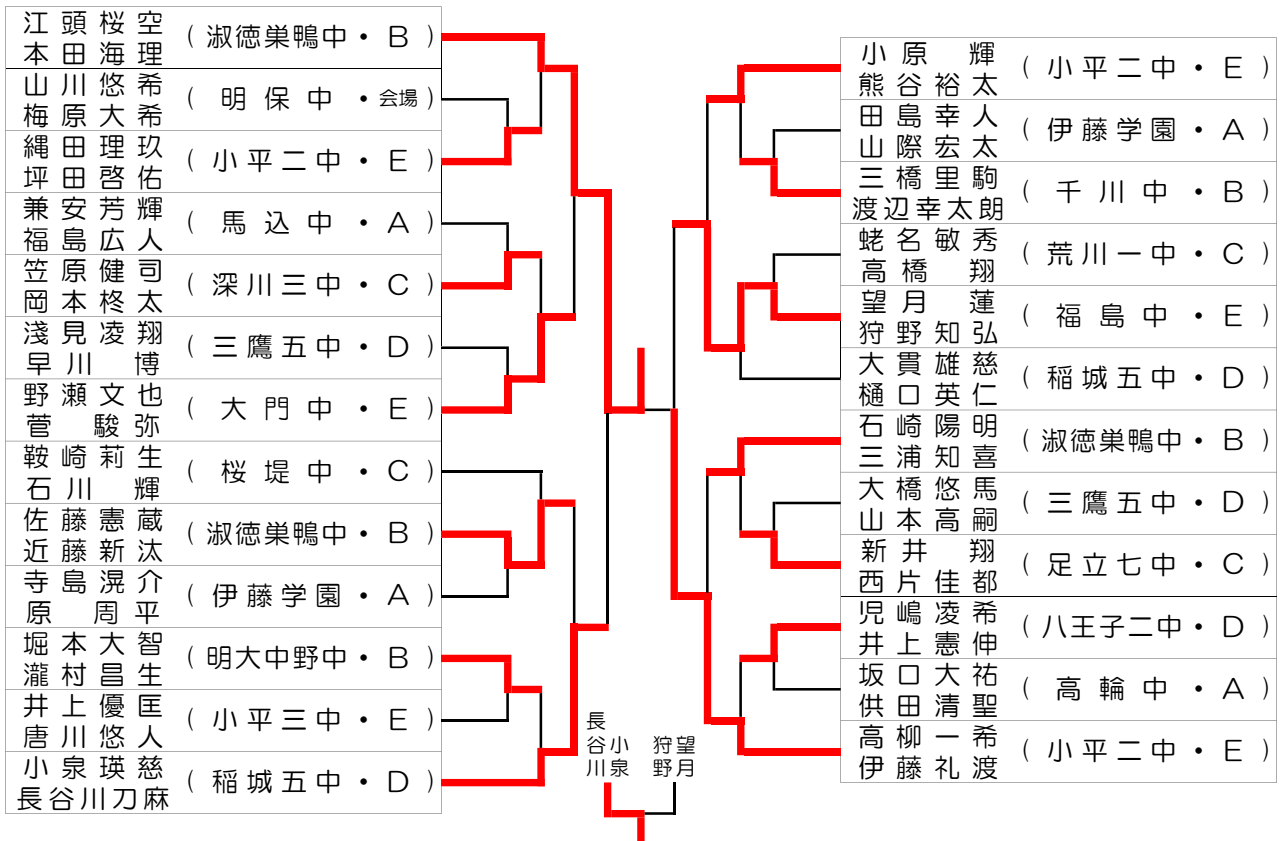 江頭桜空
本田海理
(淑徳巣鴨中・B)
山川悠希
梅原大希
(明保中・会場)
縄田理玖
坪田啓佑
(小平二中・E)
兼安芳輝
福島広人
(馬込中・A)
笠原健司
岡本柊太
(深川三中・C)
淺見凌翔
早川 博
(三鷹五中・D)
野瀬文也
菅 駿弥
(大門中・E)
鞍崎莉生
石川 輝
(桜堤中・C)
佐藤憲蔵
近藤新汰
(淑徳巣鴨中・B)
寺島滉介
原 周平
(伊藤学園・A)
堀本大智
瀧村昌生
(明大中野中・B)
井上優匡
唐川悠人
(小平三中・E)
小泉瑛慈
長谷川刀麻
(稲城五中・D)
小原 輝
熊谷裕太
(小平二中・E)
田島幸人
山際宏太
(伊藤学園・A)
三橋里駒
渡辺幸太朗
(千川中・B)
蛯名敏秀
高橋 翔
(荒川一中・C)
望月 蓮
狩野知弘
(福島中・E)
大貫雄慈
樋口英仁
(稲城五中・D)
石崎陽明
三浦知喜
(淑徳巣鴨中・B)
大橋悠馬
山本高嗣
(三鷹五中・D)
新井 翔
西片佳都
(足立七中・C)
児嶋凌希
井上憲伸
(八王子二中・D)
坂口大祐
供田清聖
(高輪中・A)
高柳一希
伊藤礼渡
(小平二中・E)
小泉
長谷川
望月
狩野